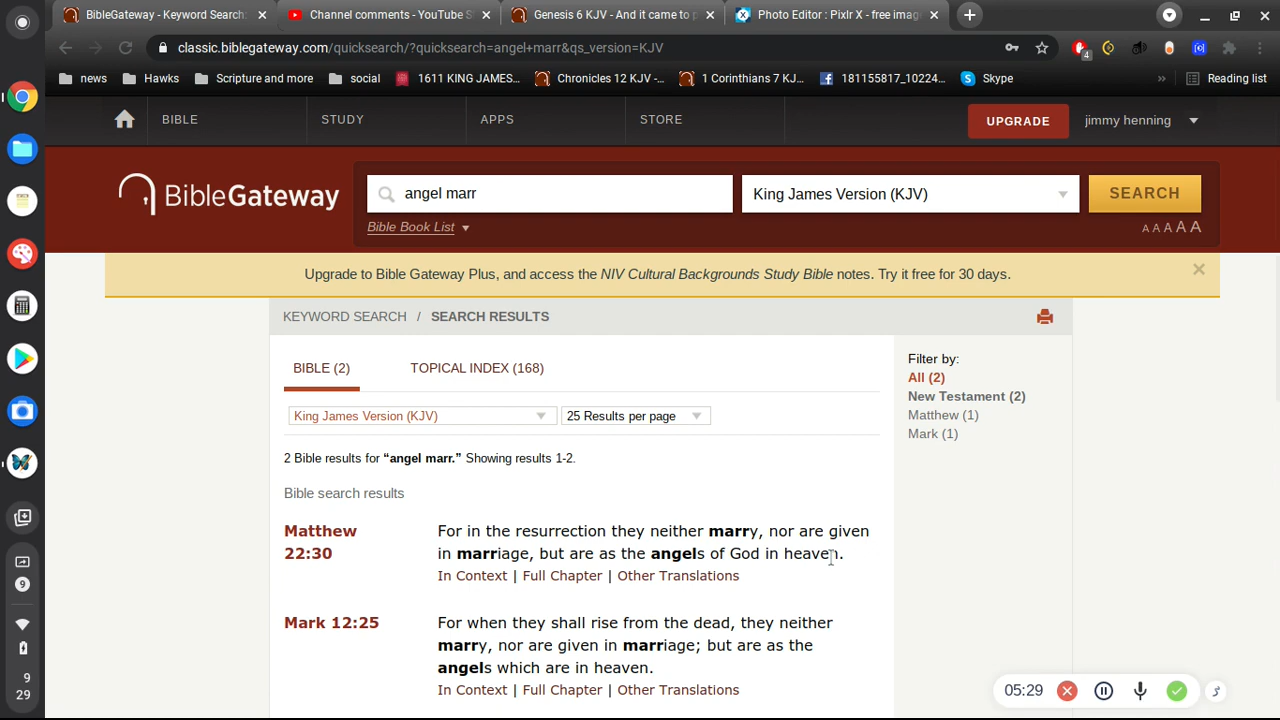 BibleGateway - Keyword Search:
Channel comments - YouTube S
Genesis 6 KJV - And it came to p
Photo Editor : Pixlr X - free imag
classic.biblegateway.com/quicksearch/?quicksearch=angel+marr&qs_version=KJV
4
news
Hawks
Scripture and more
social
1611 KING JAMES...
Chronicles 12 KJV -...
1 Corinthians 7 KJ...
181155817_10224...
Skype
»
Reading list
BIBLE
STUDY
APPS
STORE
UPGRADE
jimmy henning
BibleGateway
angel marr
King James Version (KJV)
SEARCH
Bible Book List
A A A A A
Upgrade to Bible Gateway Plus, and access the NIV Cultural Backgrounds Study Bible notes. Try it free for 30 days.
KEYWORD SEARCH / SEARCH RESULTS
BIBLE (2)
TOPICAL INDEX (168)
King James Version (KJV)
25 Results per page
2 Bible results for “angel marr.” Showing results 1-2.
Bible search results
Matthew
22:30
For in the resurrection they neither marry, nor are given
in marriage, but are as the angels of God in heaven.
In Context | Full Chapter | Other Translations
Mark 12:25
For when they shall rise from the dead, they neither
marry, nor are given in marriage; but are as the
angels which are in heaven.
In Context | Full Chapter | Other Translations
Filter by:
All (2)
New Testament (2)
Matthew (1)
Mark (1)
9
9
29
05:29